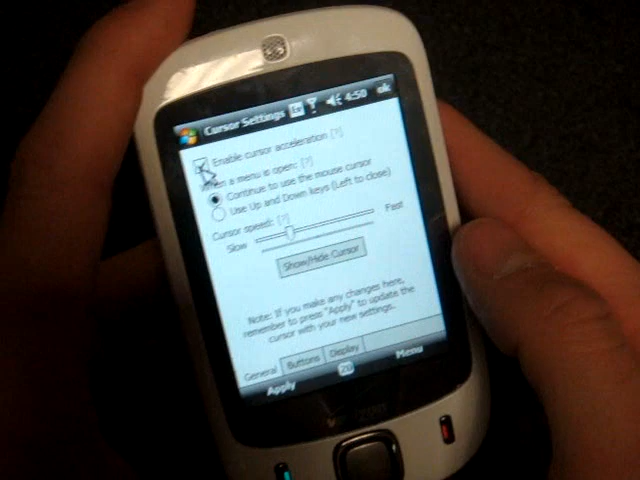 Cursor Settings Ev 4:50 ok
Enable cursor acceleration [?]
When a menu is open: [?]
Continue to use the mouse cursor
Use Up and Down keys (Left to close)
Cursor speed: [?]
Slow Fast
Show/Hide Cursor
Note: If you make any changes here,
remember to press "Apply" to update the
cursor with your new settings.
General Buttons Display
Apply Menu